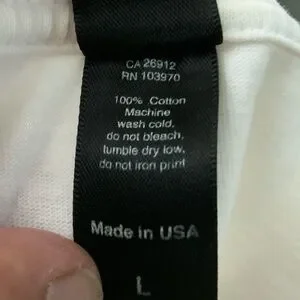 CA 26912
RN 103970
100% Cotton
Machine
wash cold,
do not bleach,
tumble dry low,
do not iron print
Made in USA
L